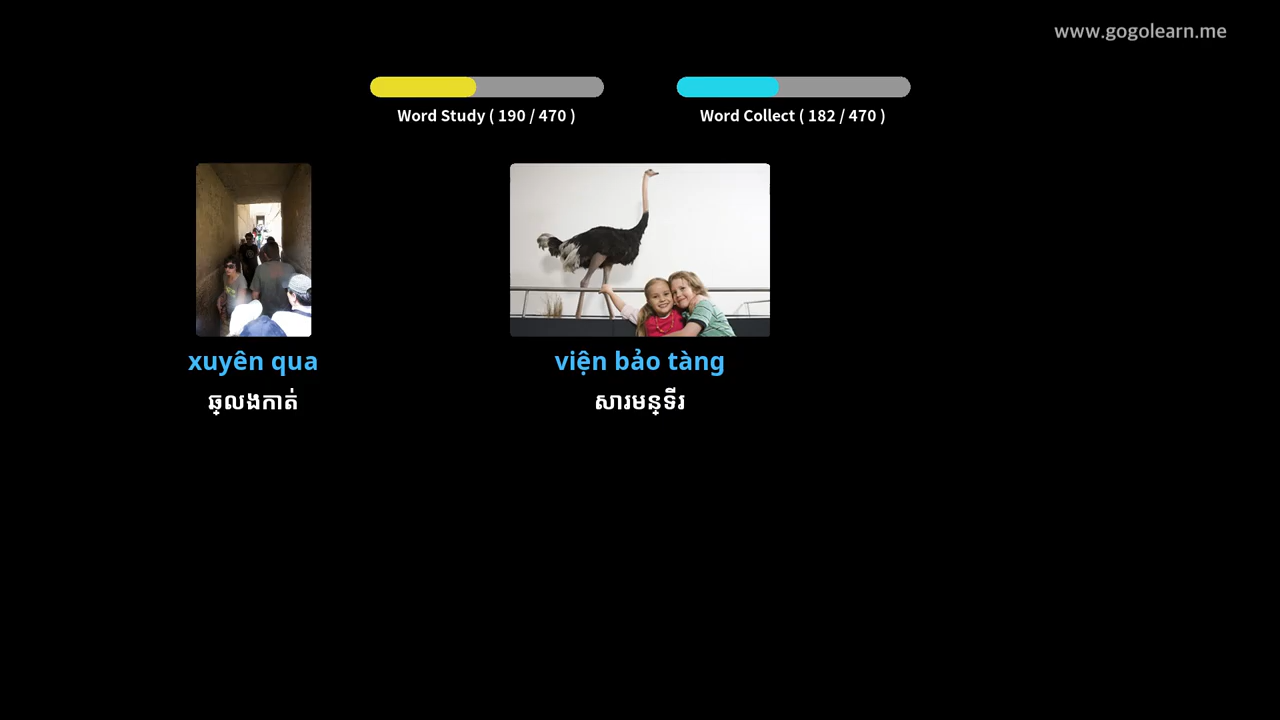 www.gogolearn.me
Word Study ( 190 / 470 )
Word Collect ( 182 / 470 )
xuyên qua
viện bảo tàng
ឆ្លងកាត់
សារមន្ទីរ